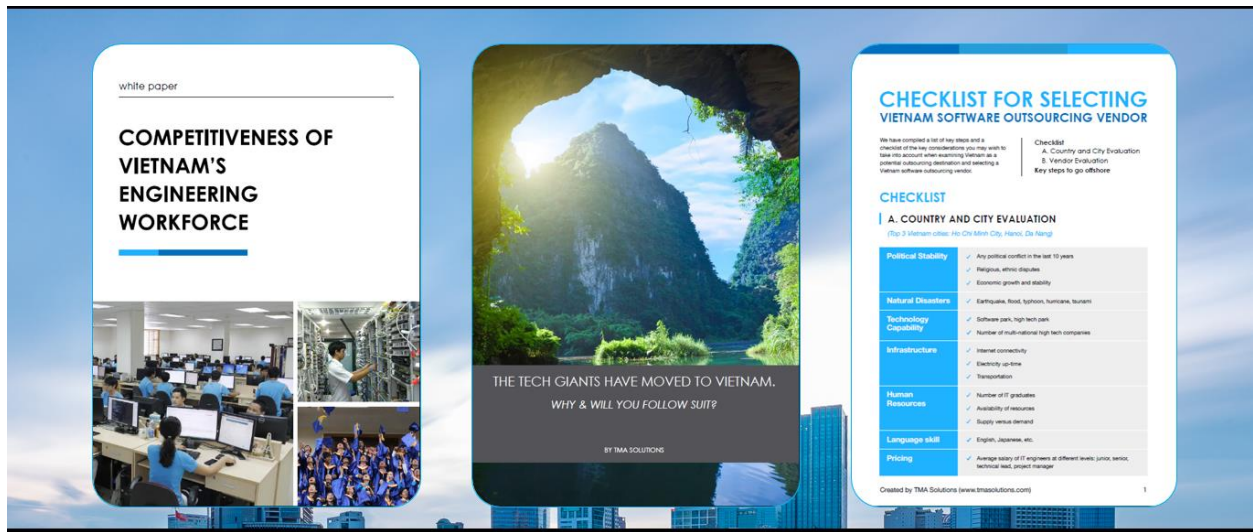 white paper
COMPETITIVENESS OF
VIETNAM'S
ENGINEERING
WORKFORCE
THE TECH GIANTS HAVE MOVED TO VIETNAM.
WHY & WILL YOU FOLLOW SUIT?
BY TMA SOLUTIONS
CHECKLIST FOR SELECTING
VIETNAM SOFTWARE OUTSOURCING VENDOR
We have compiled a list of key steps and a
checklist of the key considerations you may wish to
take into account when examining Vietnam as a
potential outsourcing destination and selecting a
Vietnam software outsourcing vendor.
Checklist
A. Country and City Evaluation
B. Vendor Evaluation
Key steps to go offshore
CHECKLIST
A. COUNTRY AND CITY EVALUATION
(Top 3 Vietnam cities: Ho Chi Minh City, Hanoi, Da Nang)
Political Stability
✓ Any political conflict in the last 10 years
✓ Religious, ethnic disputes
✓ Economic growth and stability
Natural Disasters
✓ Earthquake, flood, typhoon, hurricane, tsunami
Technology
Capability
✓ Software park, high tech park
✓ Number of multi-national high tech companies
Infrastructure
✓ Internet connectivity
✓ Electricity up-time
✓ Transportation
Human
Resources
✓ Number of IT graduates
✓ Availability of resources
✓ Supply versus demand
Language skill
✓ English, Japanese, etc.
Pricing
✓ Average salary of IT engineers at different levels: junior, senior,
technical lead, project manager
Created by TMA Solutions (www.tmasolutions.com)
1